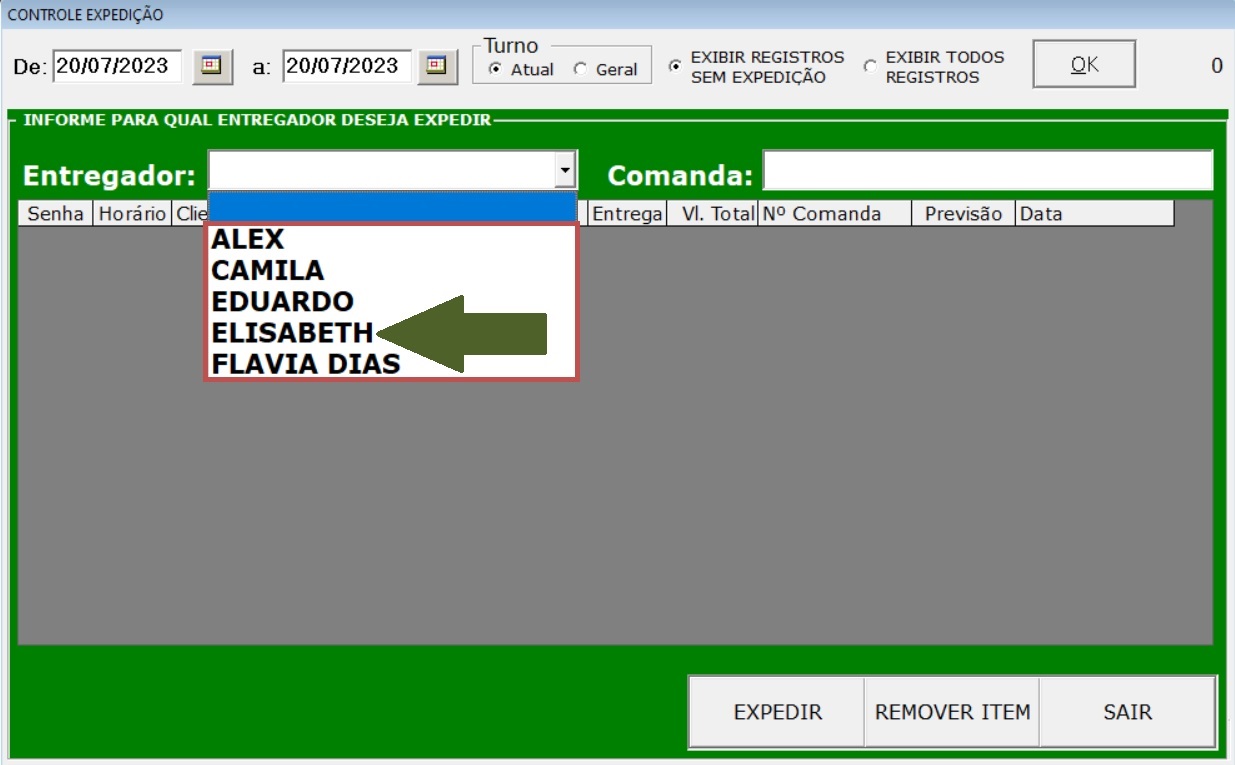 CONTROLE EXPEDIÇÃO
De: 20/07/2023 a: 20/07/2023
Turno
Atual Geral
EXIBIR REGISTROS
SEM EXPEDIÇÃO
EXIBIR TODOS
REGISTROS
OK
0
INFORME PARA QUAL ENTREGADOR DESEJA EXPEDIR
Entregador: Comanda:
Senha Horário Clie Entrega Vl. Total Nº Comanda Previsão Data
ALEX
CAMILA
EDUARDO
ELISABETH
FLAVIA DIAS
EXPEDIR REMOVER ITEM SAIR